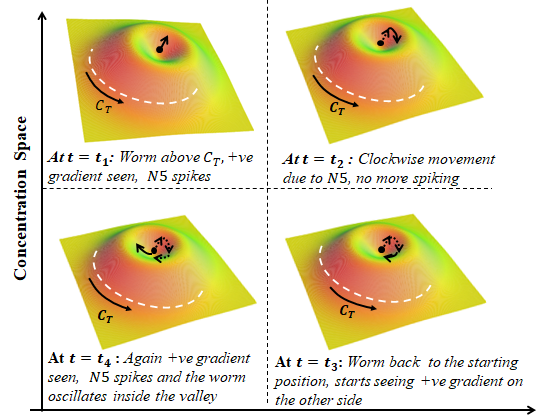 Concentration Space
C_T
At t = t₁: Worm above C_T, +ve
gradient seen, N5 spikes
C_T
At t = t₂ : Clockwise movement
due to N5, no more spiking
C_T
At t = t₄ : Again +ve gradient
seen, N5 spikes and the worm
oscillates inside the valley
C_T
At t = t₃: Worm back to the starting
position, starts seeing +ve gradient on
the other side